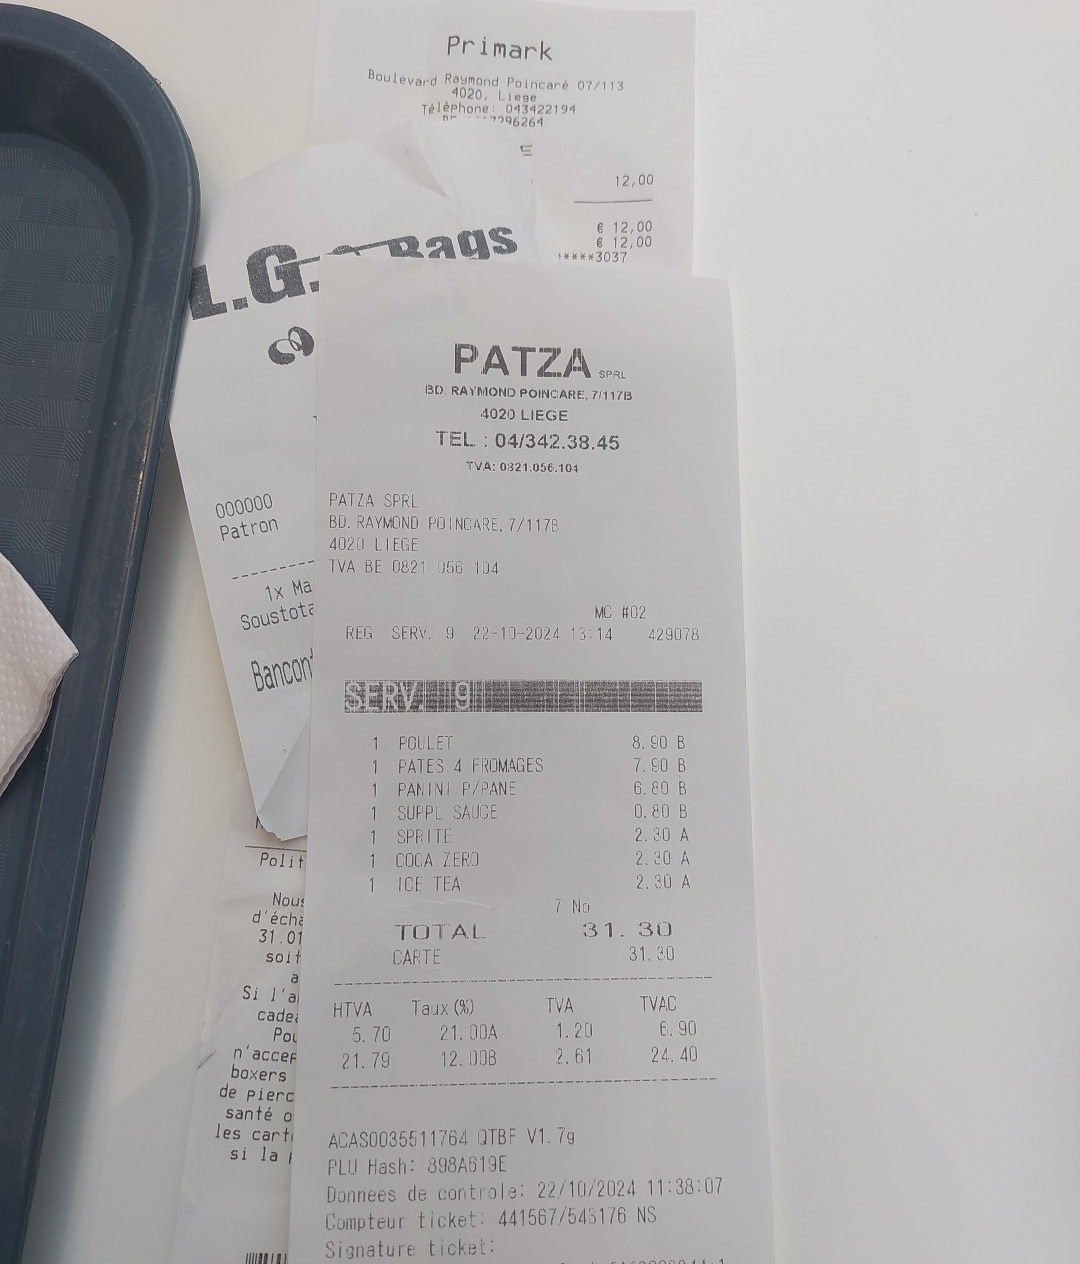 Primark
Boulevard Raymond Poincaré 07/113
4020, Liege
Téléphone: 043422194
12,00
€ 12,00
€ 12,00
****3037
L.G. Bags
000000
Patron
1x Ma
Soustota
Bancon
PATZA SPRL
BD. RAYMOND POINCARE, 7/117B
4020 LIEGE
TEL : 04/342.38.45
TVA: 0821.056.104
PATZA SPRL
BD. RAYMOND POINCARE, 7/117B
4020 LIEGE
TVA BE 0821 056 104
MC #02
REG SERV. 9 22-10-2024 13:14 429078
SERV. 9
1 POULET 8.90 B
1 PATES 4 FROMAGES 7.90 B
1 PANINI P/PANE 6.80 B
1 SUPPL SAUCE 0.80 B
1 SPRITE 2.30 A
1 COCA ZERO 2.30 A
1 ICE TEA 2.30 A
7 No
TOTAL 31.30
CARTE 31.30
HTVA Taux(%) TVA TVAC
5.70 21.00A 1.20 6.90
21.79 12.00B 2.61 24.40
ACAS0035511764 QTBF V1.7g
PLU Hash: 898A619E
Donnees de controle: 22/10/2024 11:38:07
Compteur ticket: 441567/543176 NS
Signature ticket:
Polit
Nous
d'écha
31.01
soit
a
Si l'a
cadea
Pou
n'accep
boxers
de pierc
santé o
les cart
si la